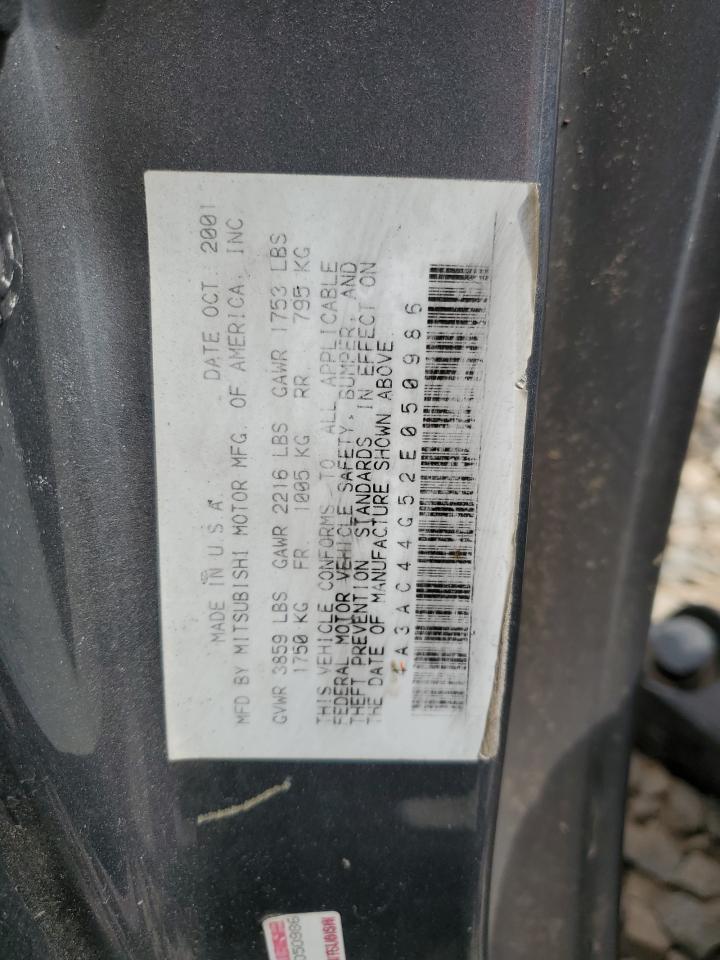 MADE IN U.S.A. DATE OCT 2001
MFD BY MITSUBISHI MOTOR MFG. OF AMERICA, INC
GVWR 3859 LBS GAWR 2216 LBS GAWR 1753 LBS
1750 KG FR 1005 KG RR 795 KG
THIS VEHICLE CONFORMS TO ALL APPLICABLE
FEDERAL MOTOR VEHICLE SAFETY, BUMPER, AND
THEFT PREVENTION STANDARDS IN EFFECT ON
THE DATE OF MANUFACTURE SHOWN ABOVE
A3AC44G52E050986
050986